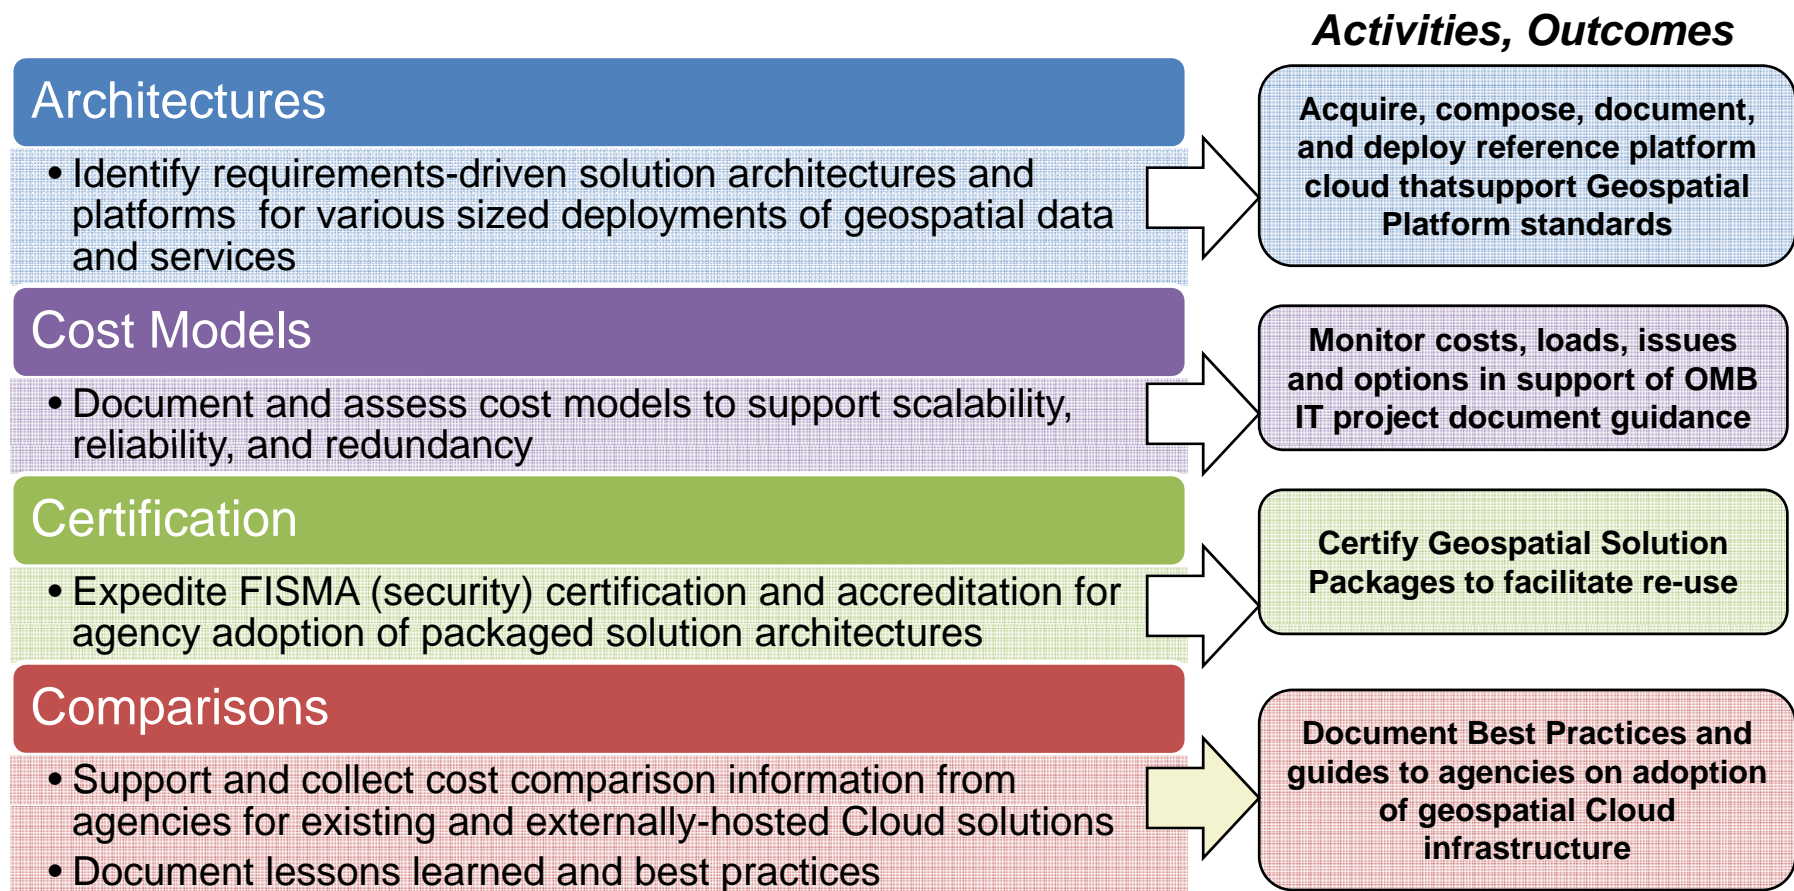 Activities, Outcomes
Architectures
• Identify requirements-driven solution architectures and
platforms for various sized deployments of geospatial data
and services
Acquire, compose, document,
and deploy reference platform
cloud thatsupport Geospatial
Platform standards
Cost Models
• Document and assess cost models to support scalability,
reliability, and redundancy
Monitor costs, loads, issues
and options in support of OMB
IT project document guidance
Certification
• Expedite FISMA (security) certification and accreditation for
agency adoption of packaged solution architectures
Certify Geospatial Solution
Packages to facilitate re-use
Comparisons
• Support and collect cost comparison information from
agencies for existing and externally-hosted Cloud solutions
• Document lessons learned and best practices
Document Best Practices and
guides to agencies on adoption
of geospatial Cloud
infrastructure